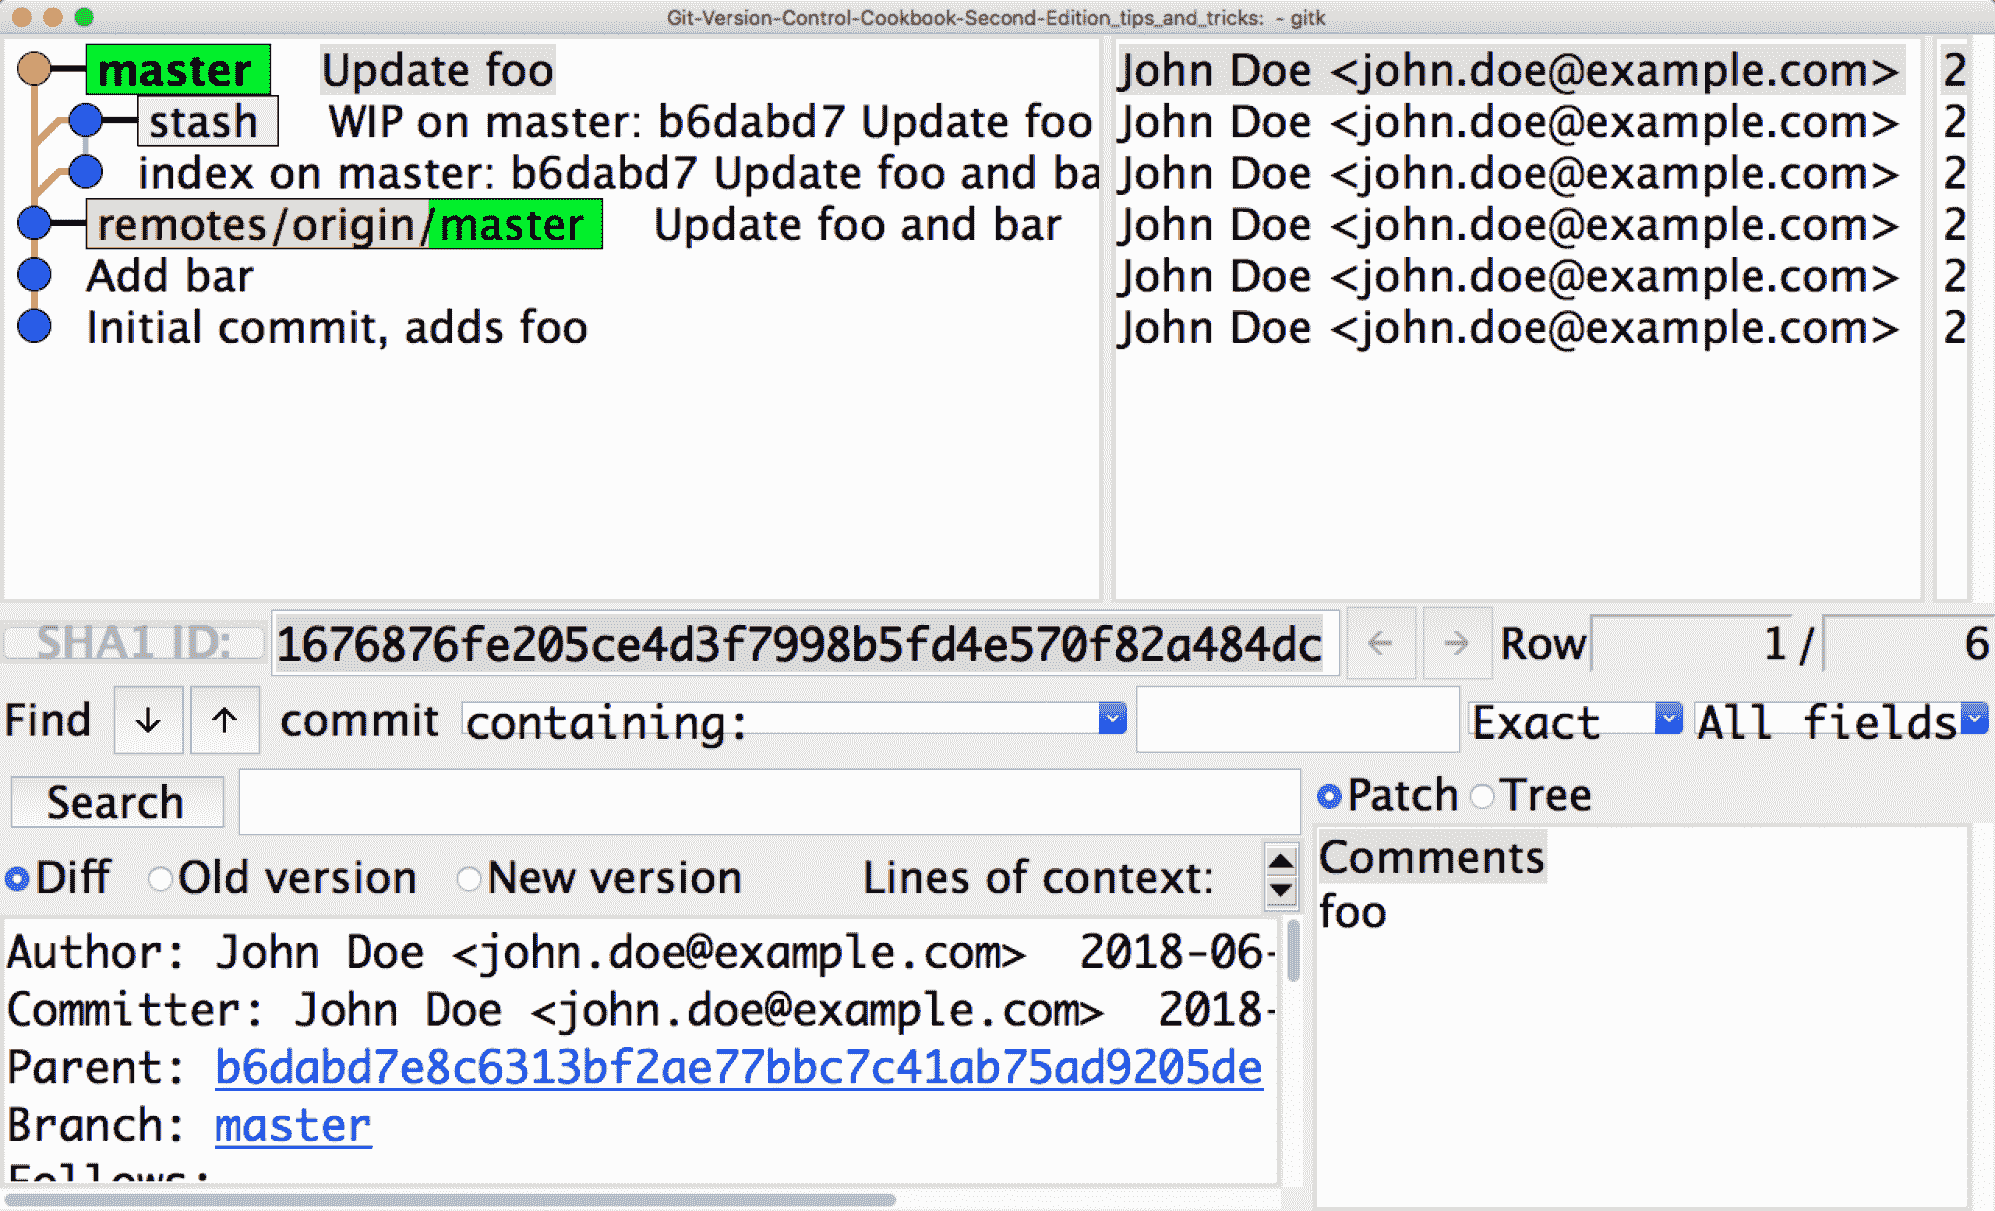 Git-Version-Control-Cookbook-Second-Edition_tips_and_tricks: ~ gitk
master Update foo John Doe <john.doe@example.com> 2
stash WIP on master: b6dabd7 Update foo John Doe <john.doe@example.com> 2
index on master: b6dabd7 Update foo and ba John Doe <john.doe@example.com> 2
remotes/origin/master Update foo and bar John Doe <john.doe@example.com> 2
Add bar John Doe <john.doe@example.com> 2
Initial commit, adds foo John Doe <john.doe@example.com> 2
SHA1 ID: 1676876fe205ce4d3f7998b5fd4e570f82a484dc ← → Row 1 / 6
Find ↓ ↑ commit containing: Exact All fields
Search
Patch Tree
Diff Old version New version Lines of context:
Comments
foo
Author: John Doe <john.doe@example.com> 2018-06-
Committer: John Doe <john.doe@example.com> 2018-
Parent: b6dabd7e8c6313bf2ae77bbc7c41ab75ad9205de
Branch: master
Follows: